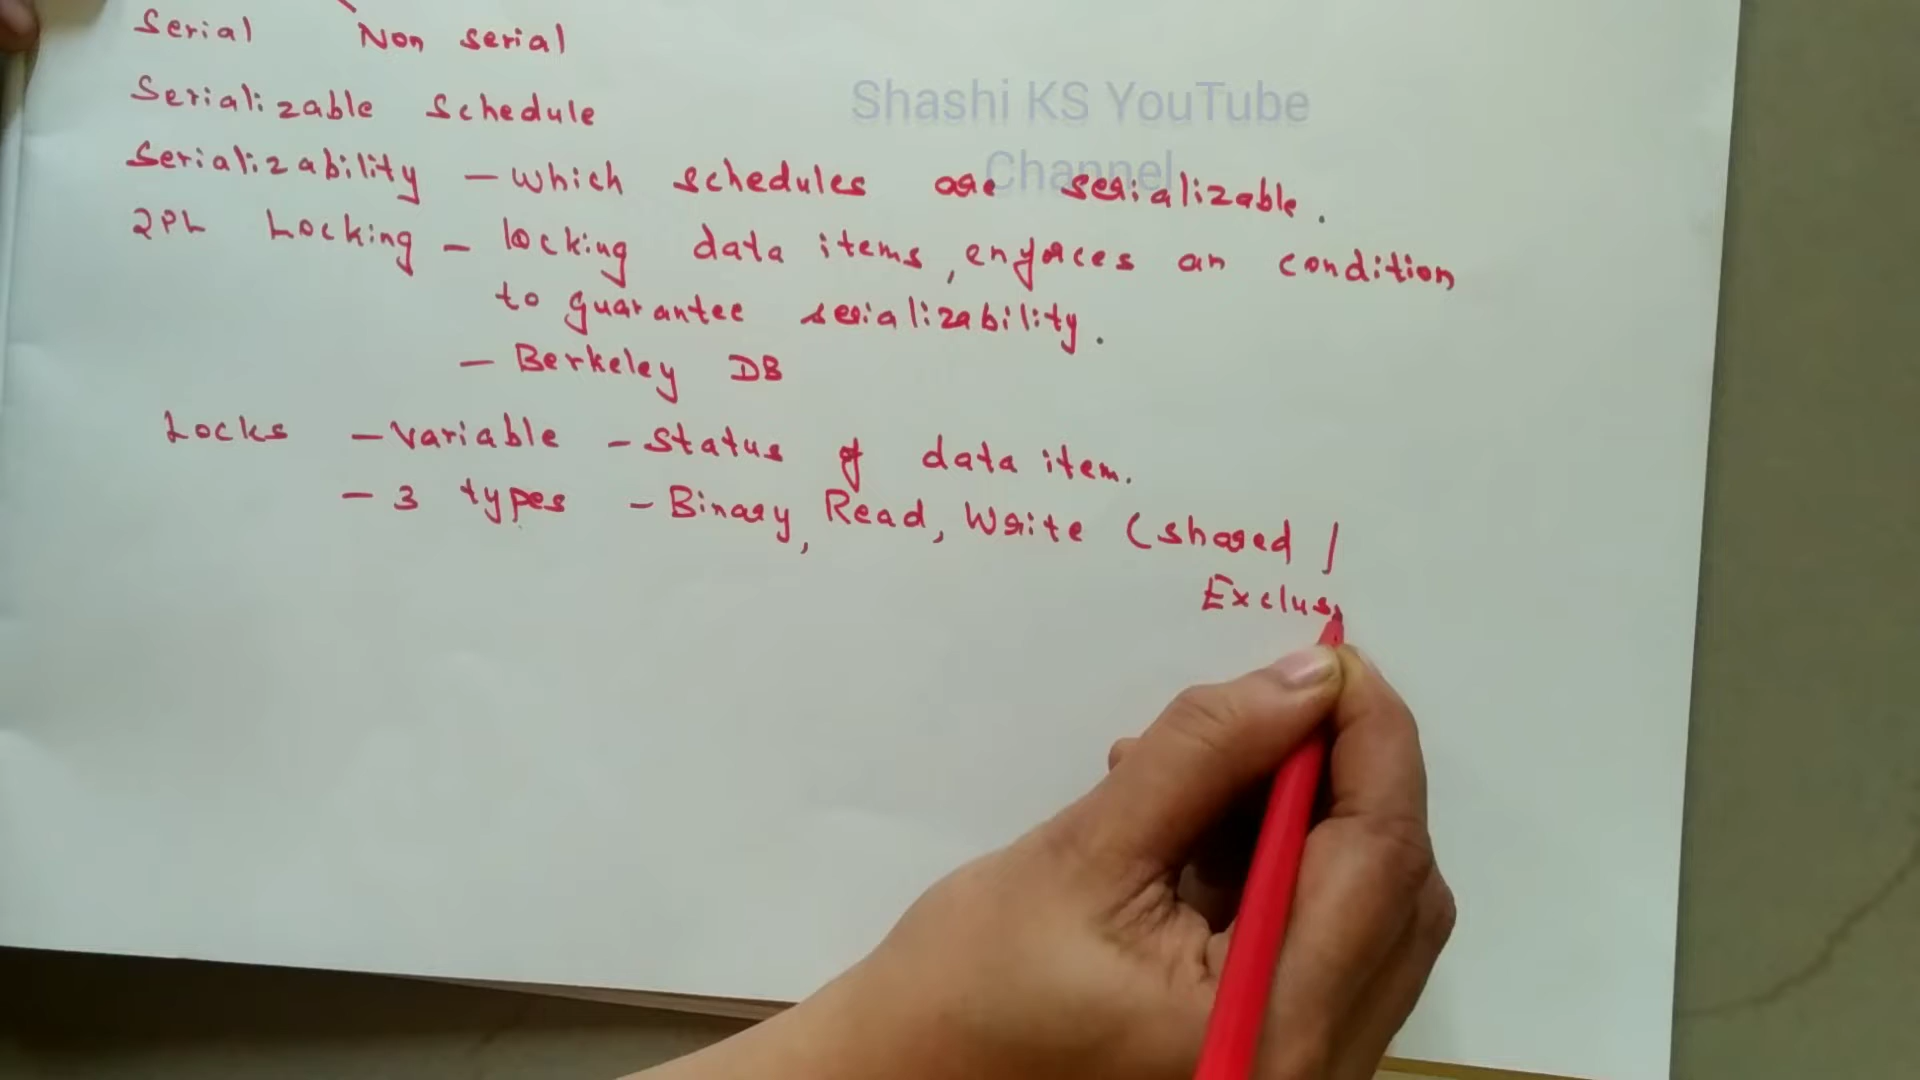 Serial Non serial
Serializable Schedule
Shashi KS YouTube
Channel
Serializability - which schedules are serializable.
2PL Locking - locking data items, enforces an condition
to guarantee serializability.
- Berkeley DB
Locks - variable - status of data item.
- 3 types - Binary, Read, Write (shared /
Exclus